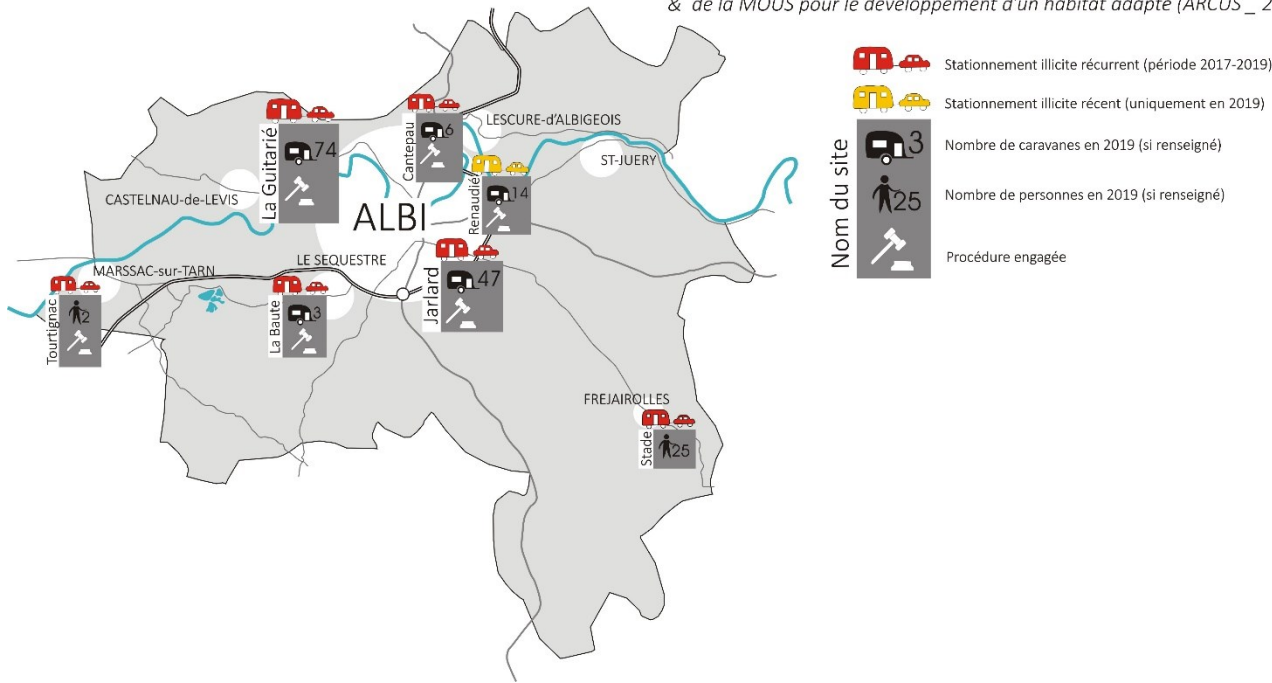 & de la MOUS pour le développement d'un habitat adapté (ARCUS _ 2
Stationnement illicite récurrent (période 2017-2019)
Stationnement illicite récent (uniquement en 2019)
Nom du site
3
Nombre de caravanes en 2019 (si renseigné)
25
Nombre de personnes en 2019 (si renseigné)
Procédure engagée
La Guitarié
74
Cantepau
6
LESCURE-d'ALBIGEOIS
ST-JUERY
Renaudié
14
CASTELNAU-de-LEVIS
ALBI
MARSSAC-sur-TARN
LE SEQUESTRE
Tourtignac
2
La Baute
3
Jarlard
47
FREJAIROLLES
Stade
25